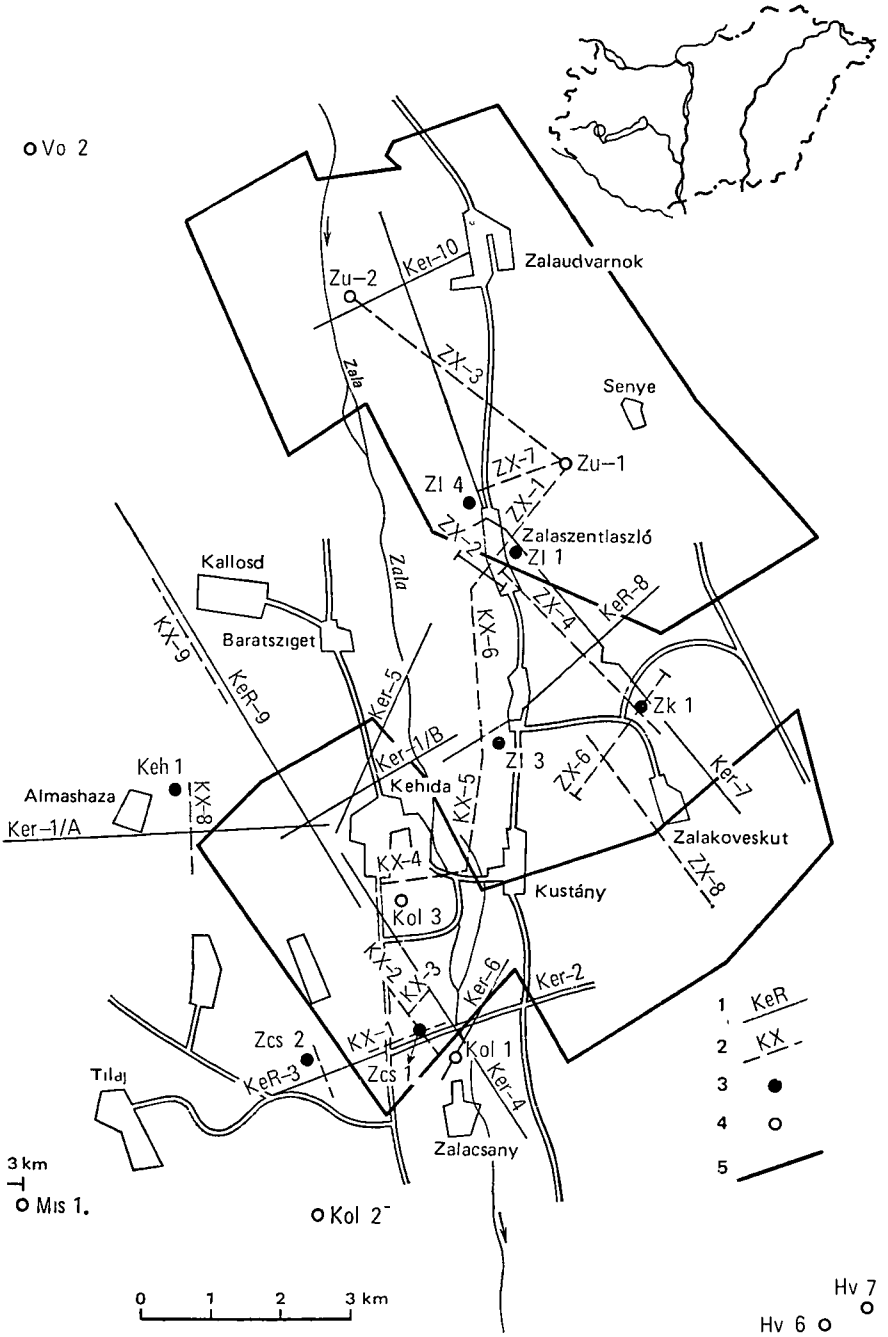 Vo 2
Zalaudvarnok
Ker-10
Zu-2
ZX-3
Zala
Senye
ZX-7
Zu-1
ZX-1
Zl 4
ZX-2
Zalaszentlaszló
Zl 1
Zala
Kallosd
KeR-8
ZX-4
KX-6
KX-9
Baratsziget
KeR-9
Ker-5
Zk 1
Ker-1/B
Zl 3
ZX-6
Keh 1
Kehida
KX-5
Ker-7
Almashaza
KX-8
Ker-1/A
Zalakoveskut
KX-4
ZX-8
Kustány
Kol 3
KX-2
KX-3
Ker-6
Ker-2
1 KeR
2 KX
3
4
5
Zcs 2
KX-1
Zcs 1
Kol 1
KeR-3
Ker-4
Tilaj
Zalacsany
3 km
Mis 1.
Kol 2
0 1 2 3 km
Hv 7
Hv 6